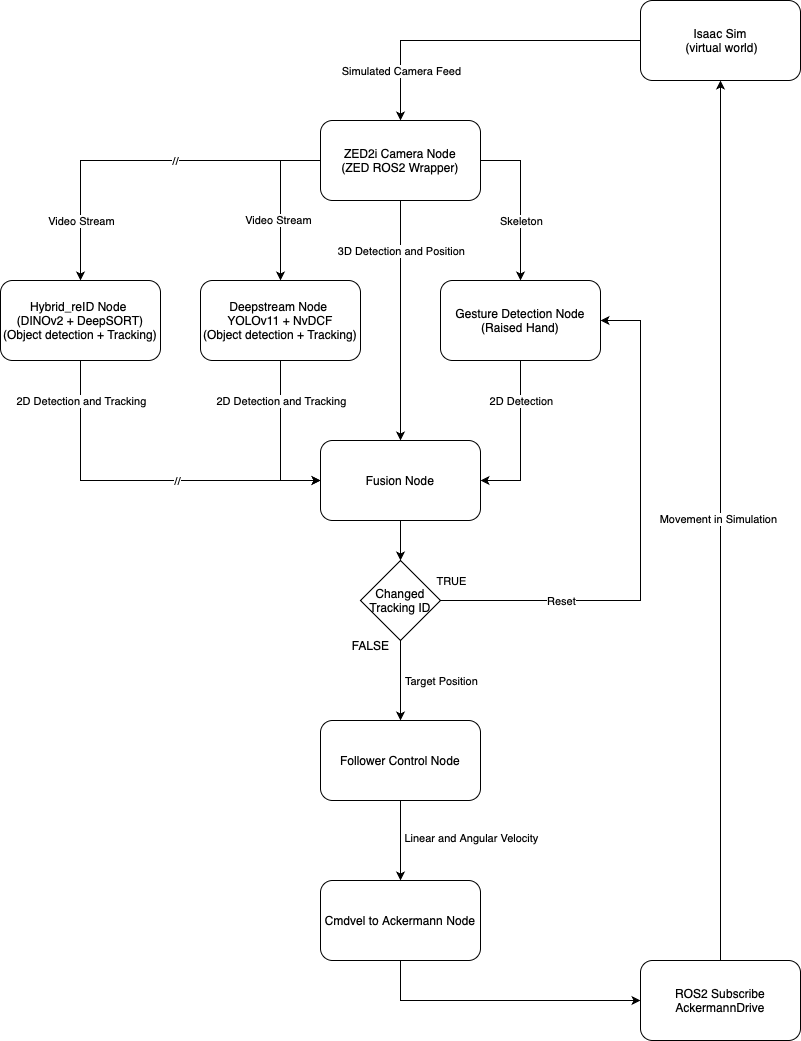 Isaac Sim
(virtual world)
Simulated Camera Feed
ZED2i Camera Node
(ZED ROS2 Wrapper)
//
Video Stream
Video Stream
Skeleton
3D Detection and Position
Hybrid_reID Node
(DINOv2 + DeepSORT)
(Object detection + Tracking)
Deepstream Node
YOLOv11 + NvDCF
(Object detection + Tracking)
Gesture Detection Node
(Raised Hand)
2D Detection and Tracking
2D Detection and Tracking
2D Detection
//
Fusion Node
Movement in Simulation
TRUE
Changed
Tracking ID
Reset
FALSE
Target Position
Follower Control Node
Linear and Angular Velocity
Cmdvel to Ackermann Node
ROS2 Subscribe
AckermannDrive